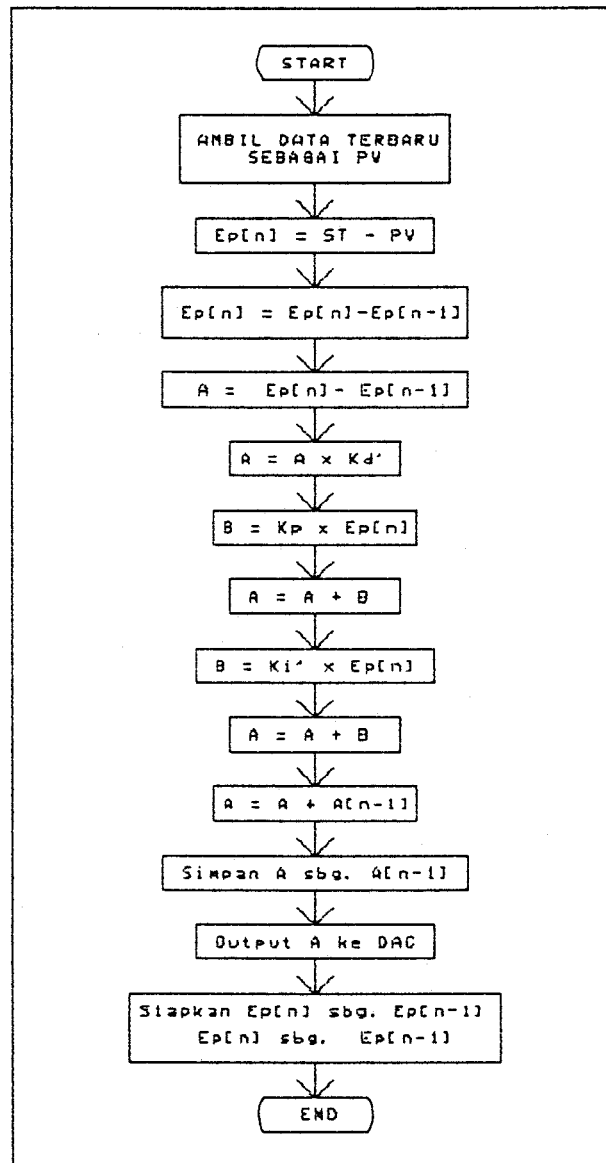 START
AMBIL DATA TERBARU
SEBAGAI PV
Ep[n] = ST - PV
Ep[n] = Ep[n]-Ep[n-1]
A = Ep[n]- Ep[n-1]
A = A x Kd'
B = Kp x Ep[n]
A = A + B
B = Ki' x Ep[n]
A = A + B
A = A + A[n-1]
Simpan A sbg. A[n-1]
Output A ke DAC
Siapkan Ep[n] sbg. Ep[n-1]
Ep[n] sbg. Ep[n-1]
END